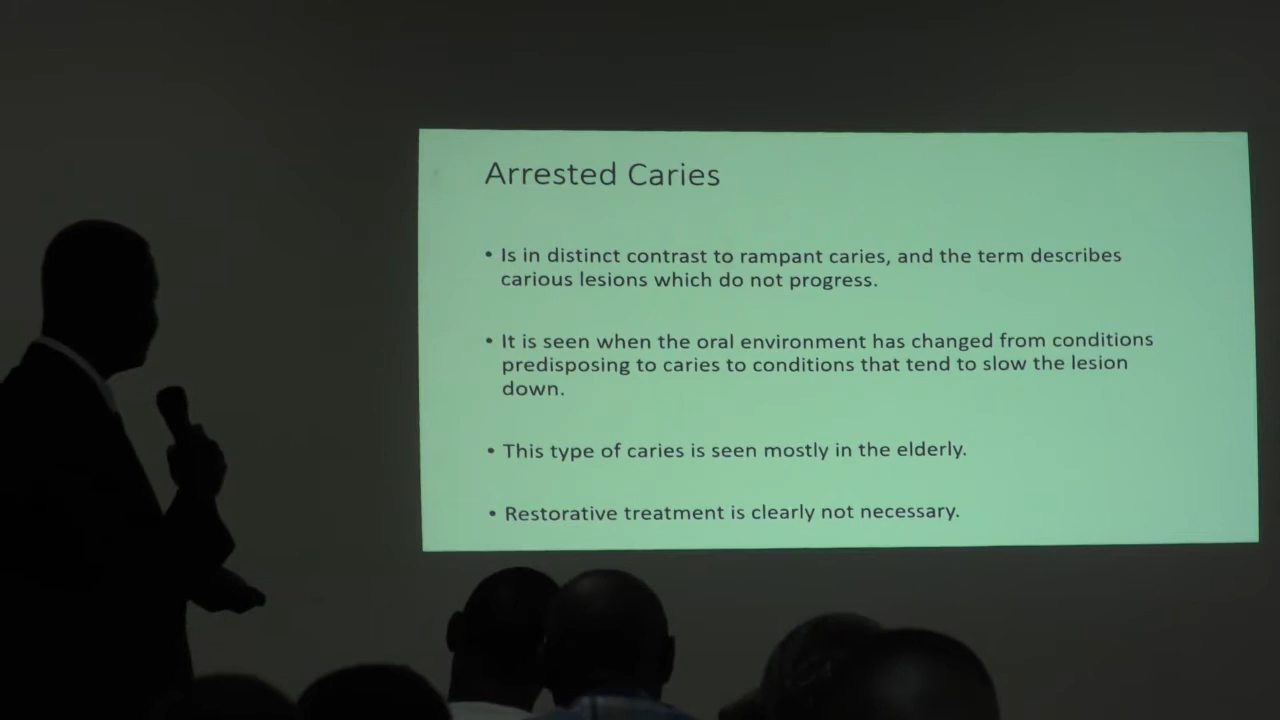 Arrested Caries
• Is in distinct contrast to rampant caries, and the term describes
carious lesions which do not progress.
• It is seen when the oral environment has changed from conditions
predisposing to caries to conditions that tend to slow the lesion
down.
• This type of caries is seen mostly in the elderly.
• Restorative treatment is clearly not necessary.